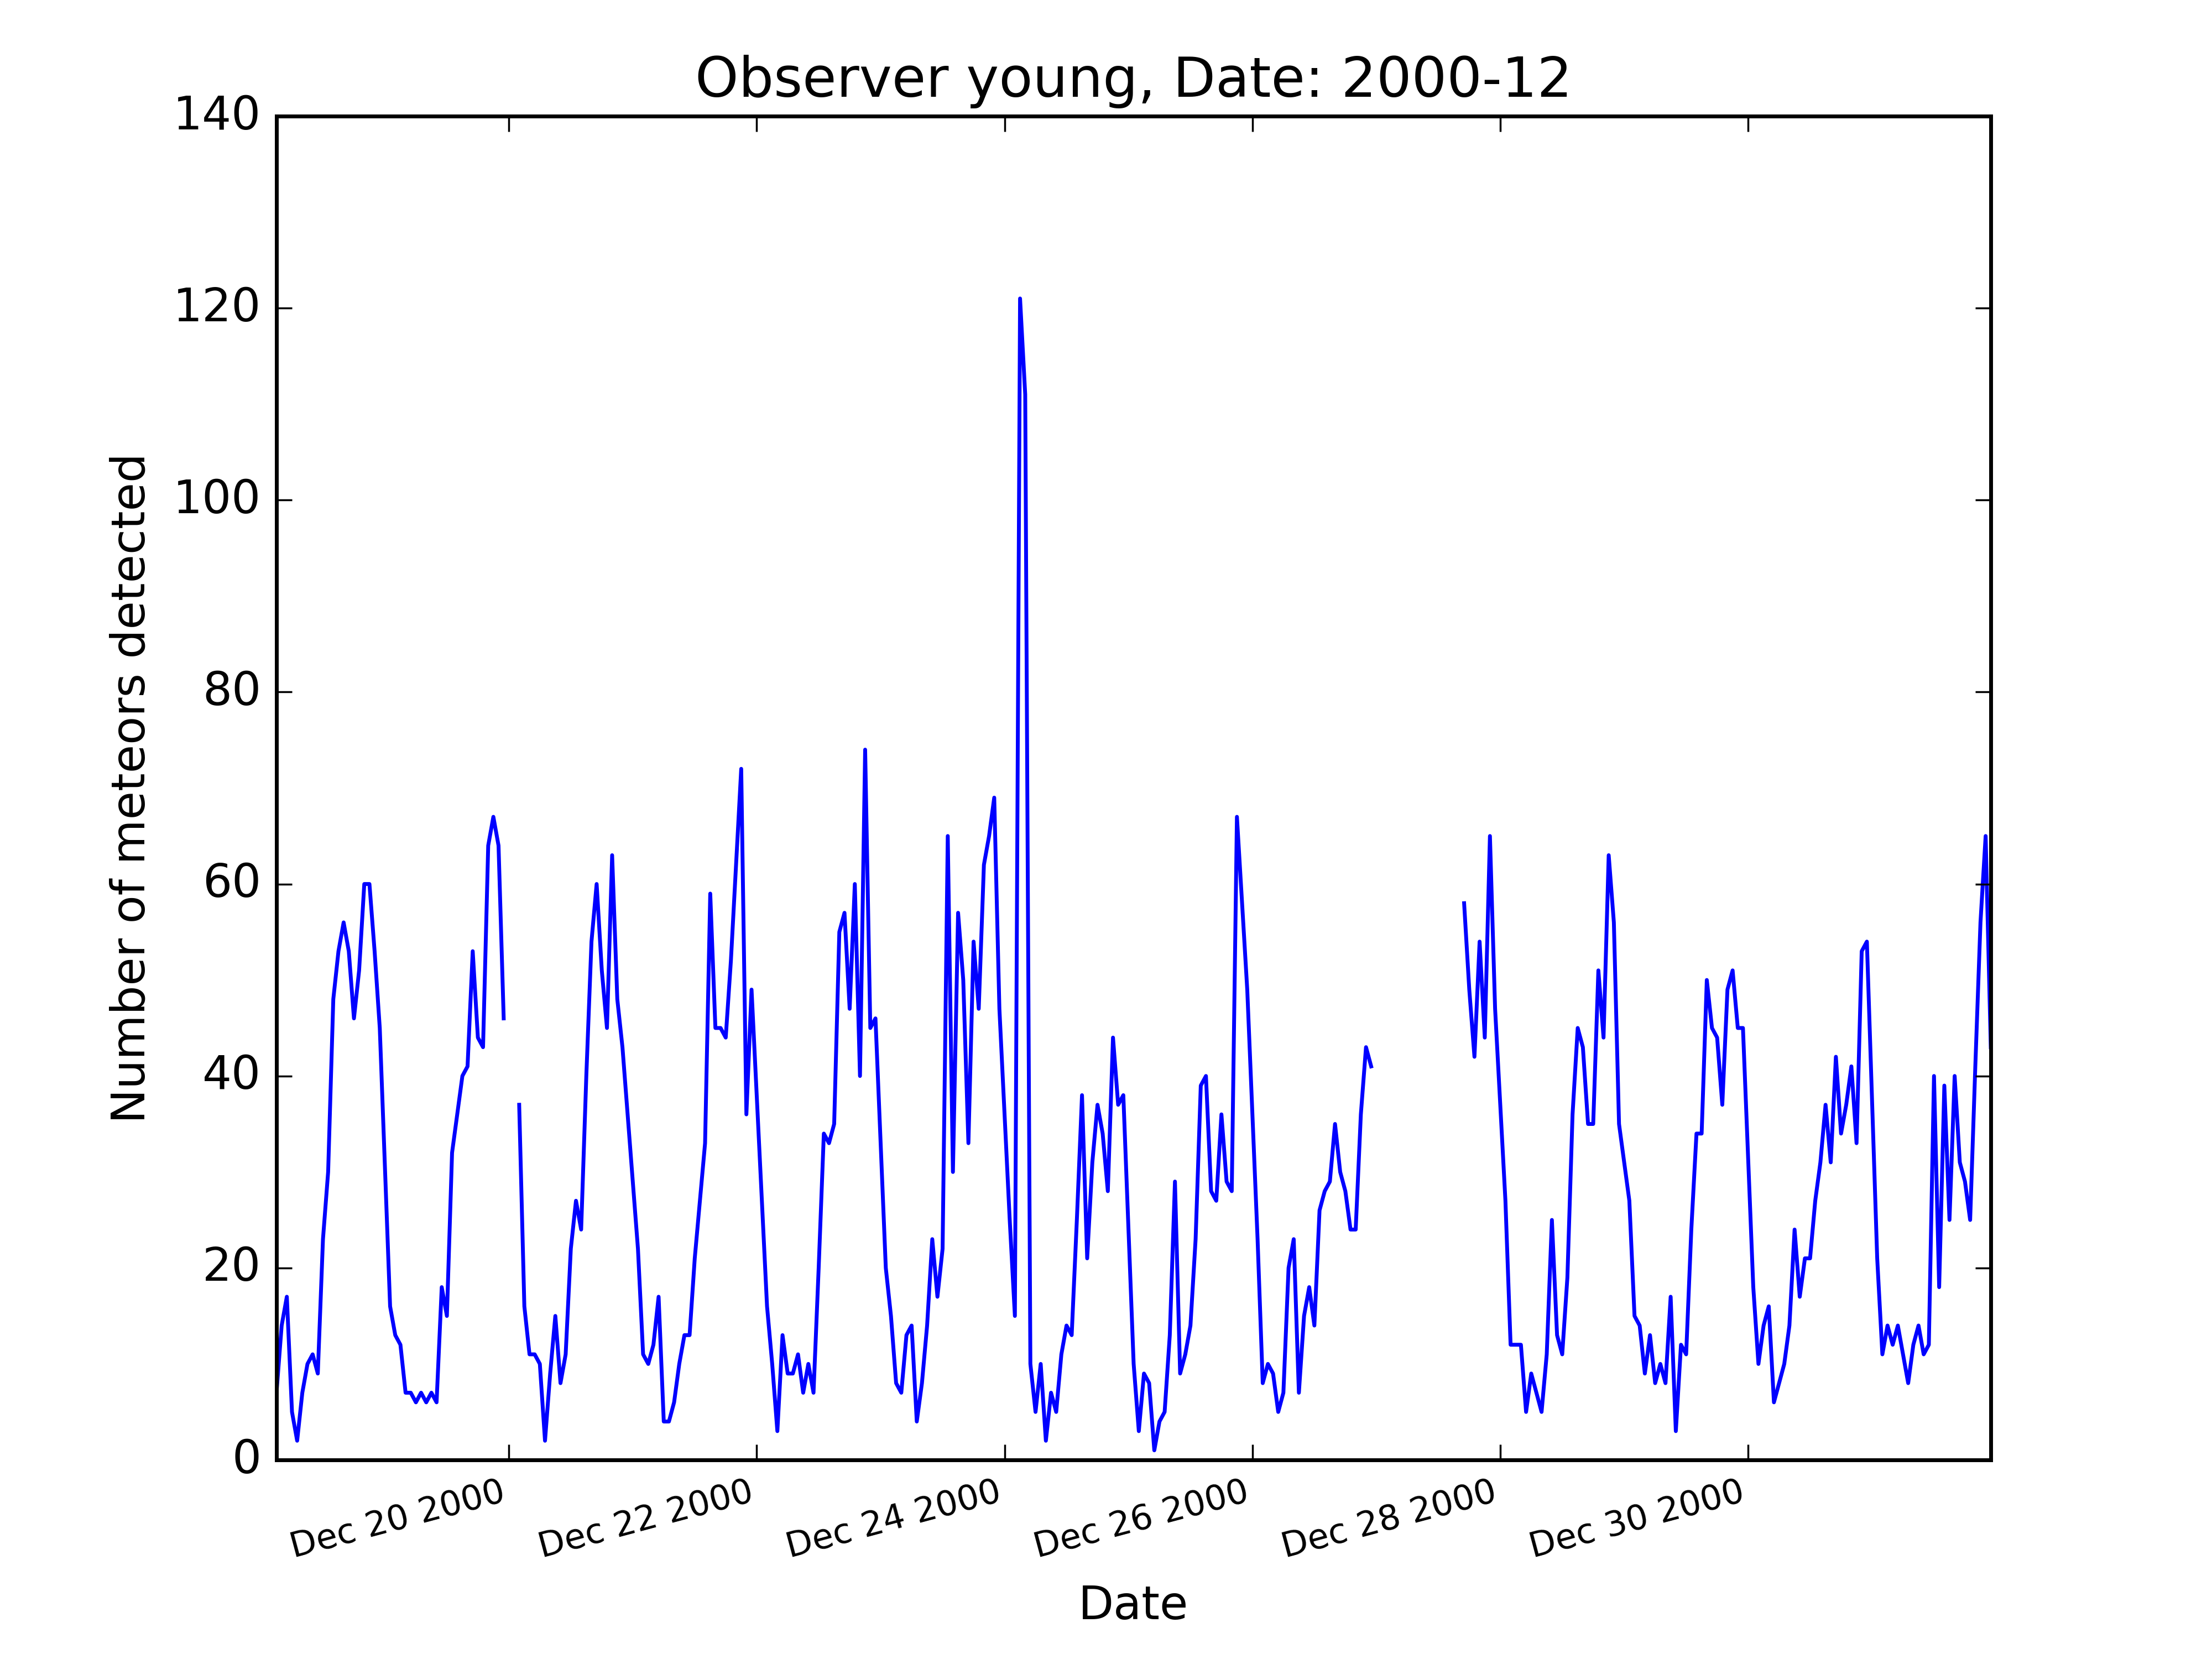 Observer young, Date: 2000-12
140
120
100
80
60
40
20
0
Number of meteors detected
Dec 20 2000
Dec 22 2000
Dec 24 2000
Dec 26 2000
Dec 28 2000
Dec 30 2000
Date